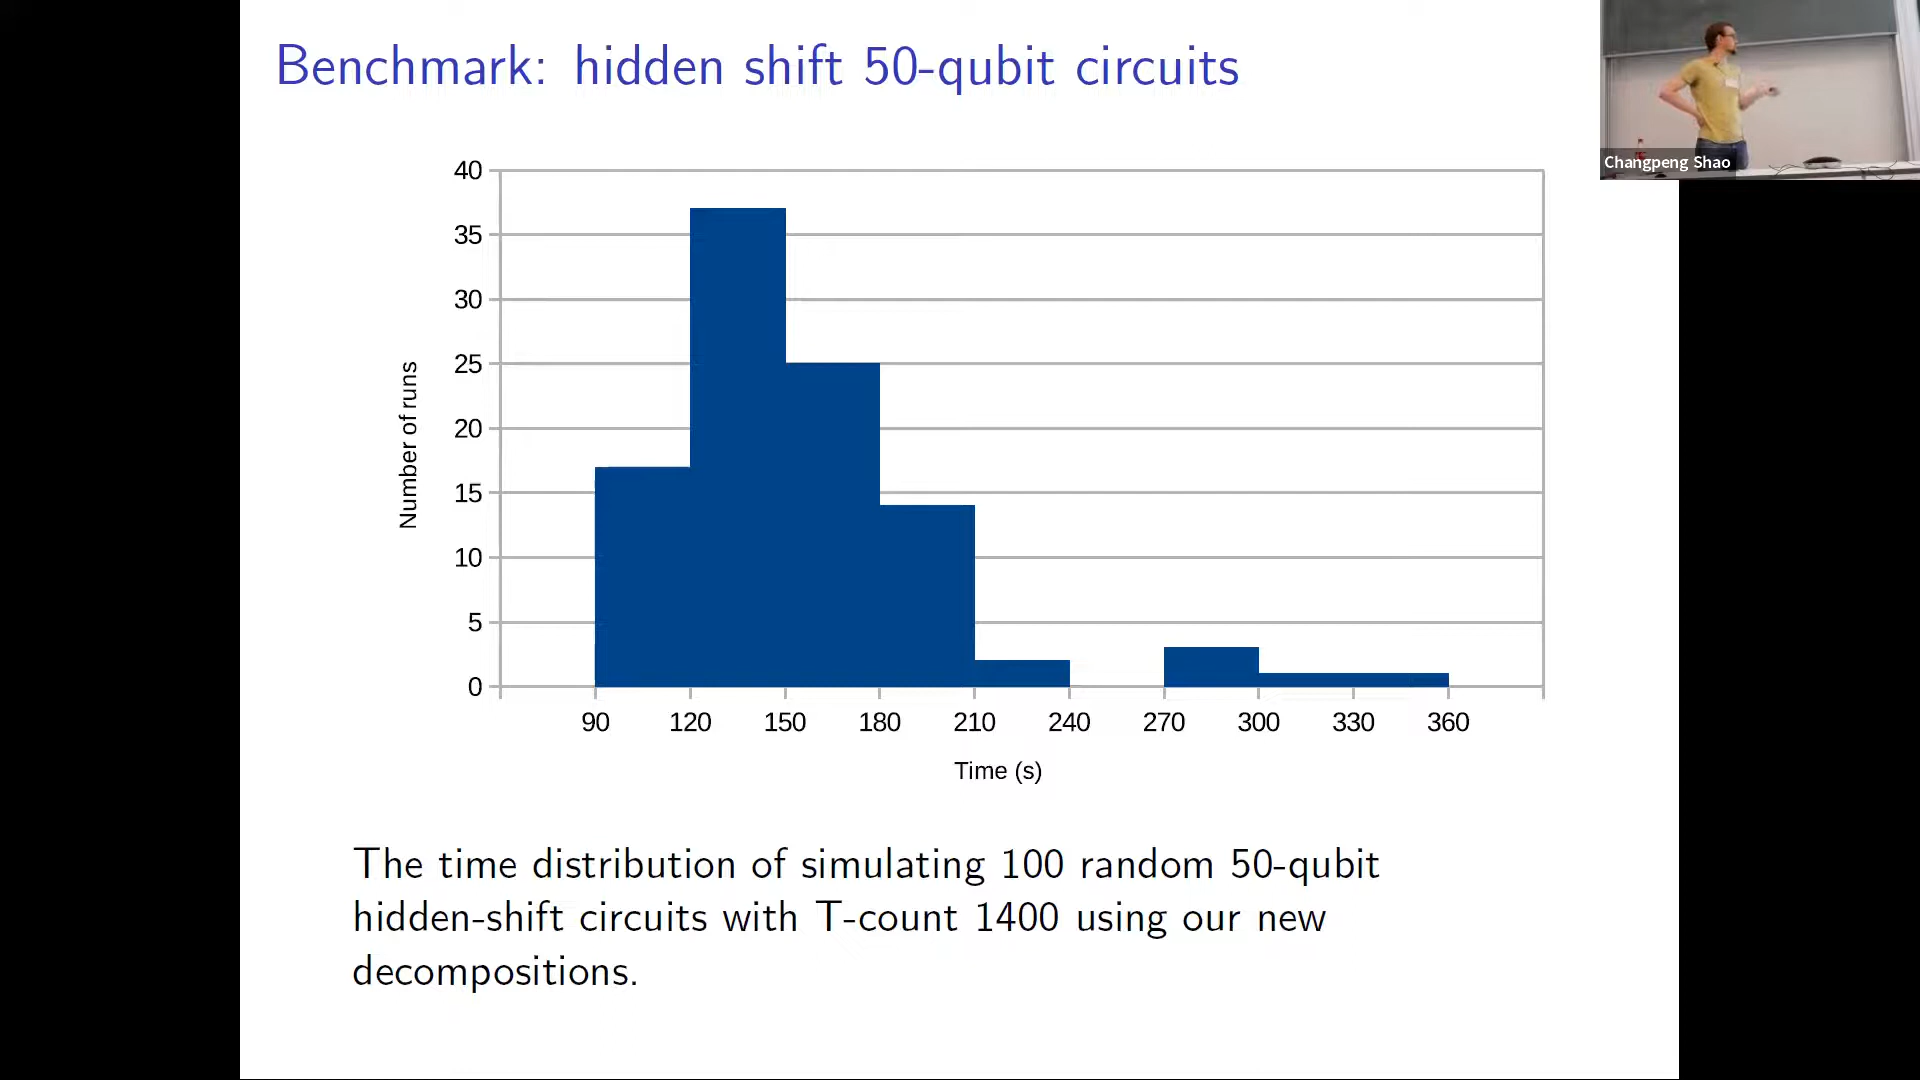 Benchmark: hidden shift 50-qubit circuits
Changpeng Shao
40
35
30
25
20
15
10
5
0
Number of runs
90 120 150 180 210 240 270 300 330 360
Time (s)
The time distribution of simulating 100 random 50-qubit
hidden-shift circuits with T-count 1400 using our new
decompositions.